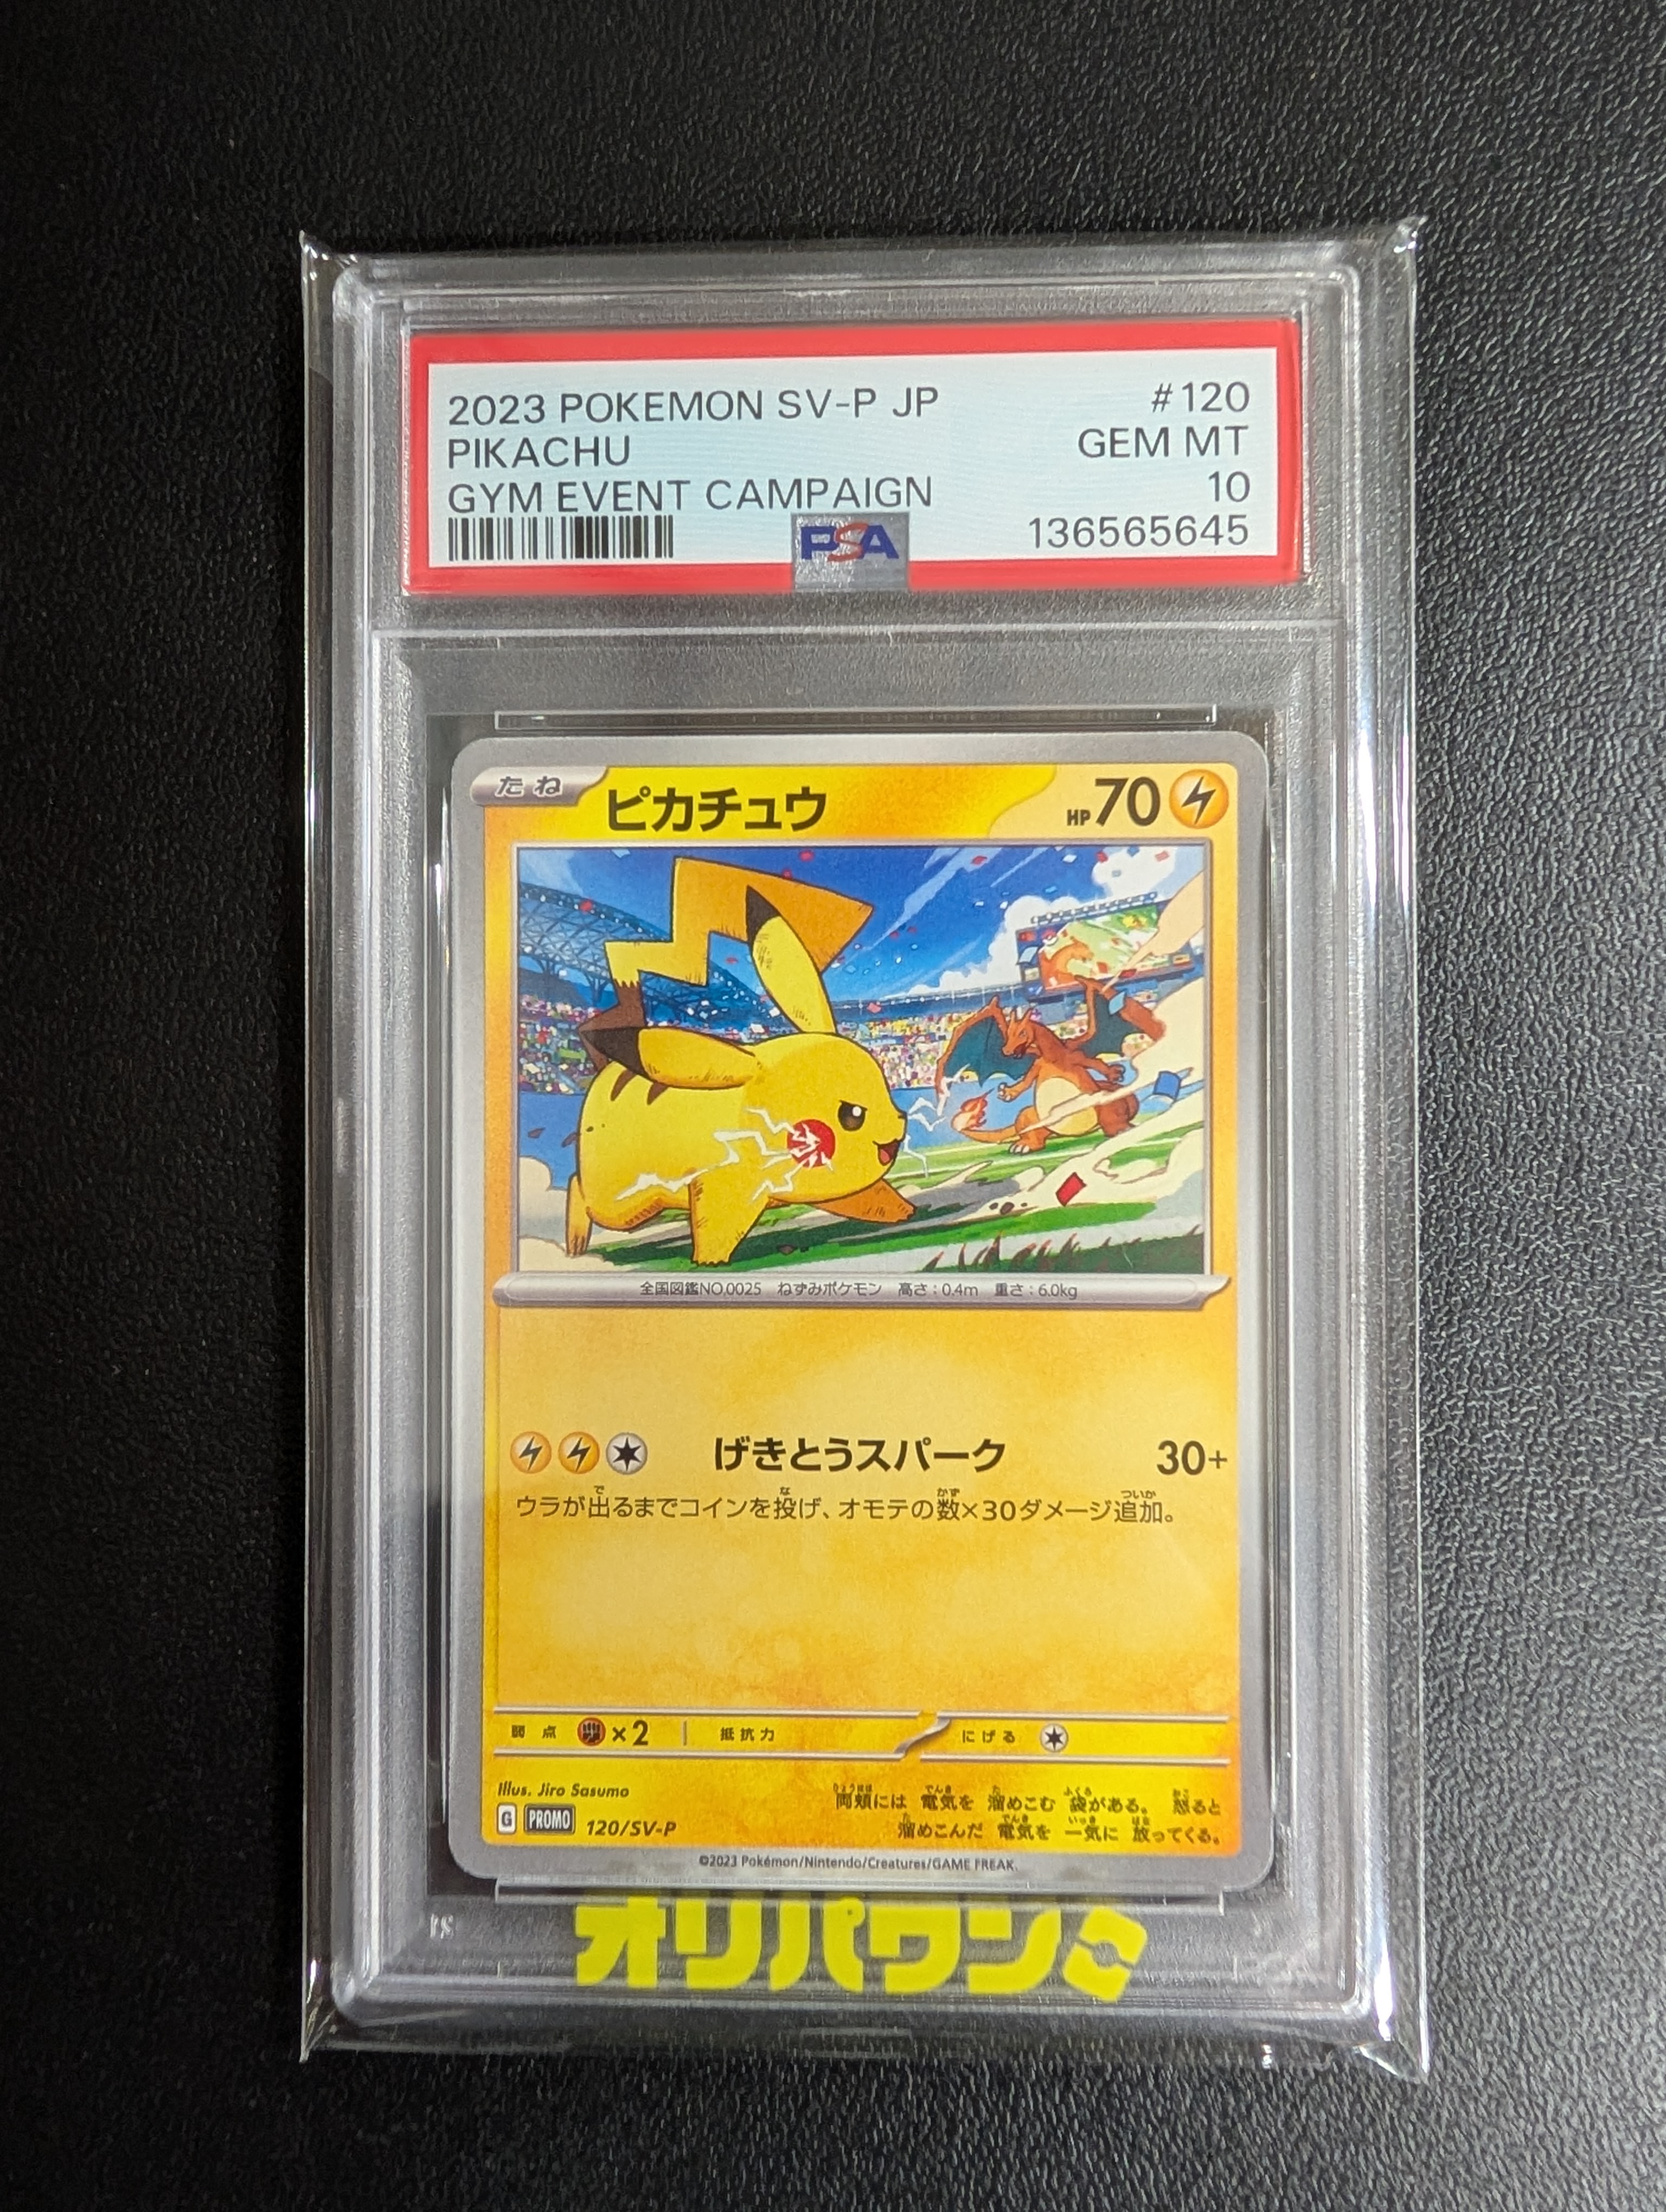 2023 POKEMON SV-P JP #120
PIKACHU GEM MT
GYM EVENT CAMPAIGN 10
PSA 136565645
たね ピカチュウ HP70
全国図鑑NO.0025 ねずみポケモン 高さ:0.4m 重さ:6.0kg
げきとうスパーク 30+
ウラが出るまでコインを投げ、オモテの数×30ダメージ追加。
弱点 ×2 抵抗力 にげる
Illus. Jiro Sasumo
両頬には 電気を 溜めこむ 袋がある。 怒ると
溜めこんだ 電気を 一気に 放ってくる。
G PROMO 120/SV-P
©2023 Pokémon/Nintendo/Creatures/GAME FREAK.
オリパワン